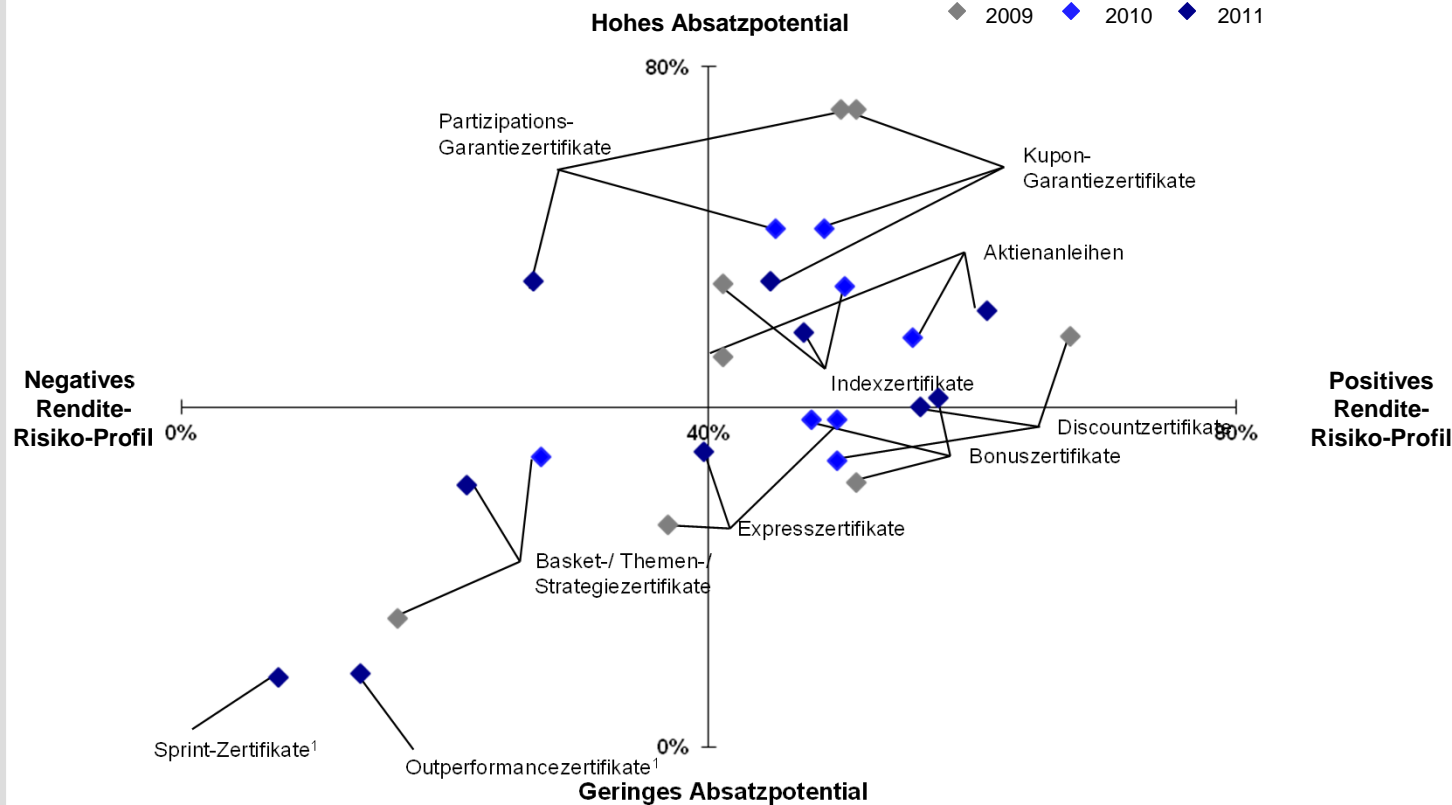 Hohes Absatzpotential
2009 2010 2011
80%
Partizipations-
Garantiezertifikate
Kupon-
Garantiezertifikate
Aktienanleihen
Indexzertifikate
Negatives
Rendite-
Risiko-Profil
Positives
Rendite-
Risiko-Profil
0%
40%
80%
Discountzertifikate
Bonuszertifikate
Expresszertifikate
Basket-/ Themen-/
Strategiezertifikate
Sprint-Zertifikate1
0%
Outperformancezertifikate1
Geringes Absatzpotential